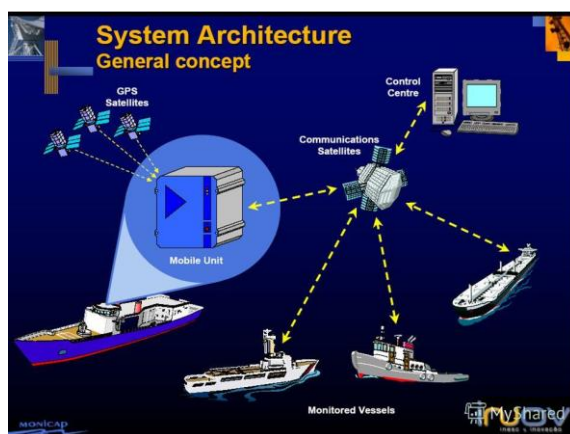 System Architecture
General concept
GPS
Satellites
Control
Centre
Communications
Satellites
Mobile Unit
Monitored Vessels
MONICAP
MyShared